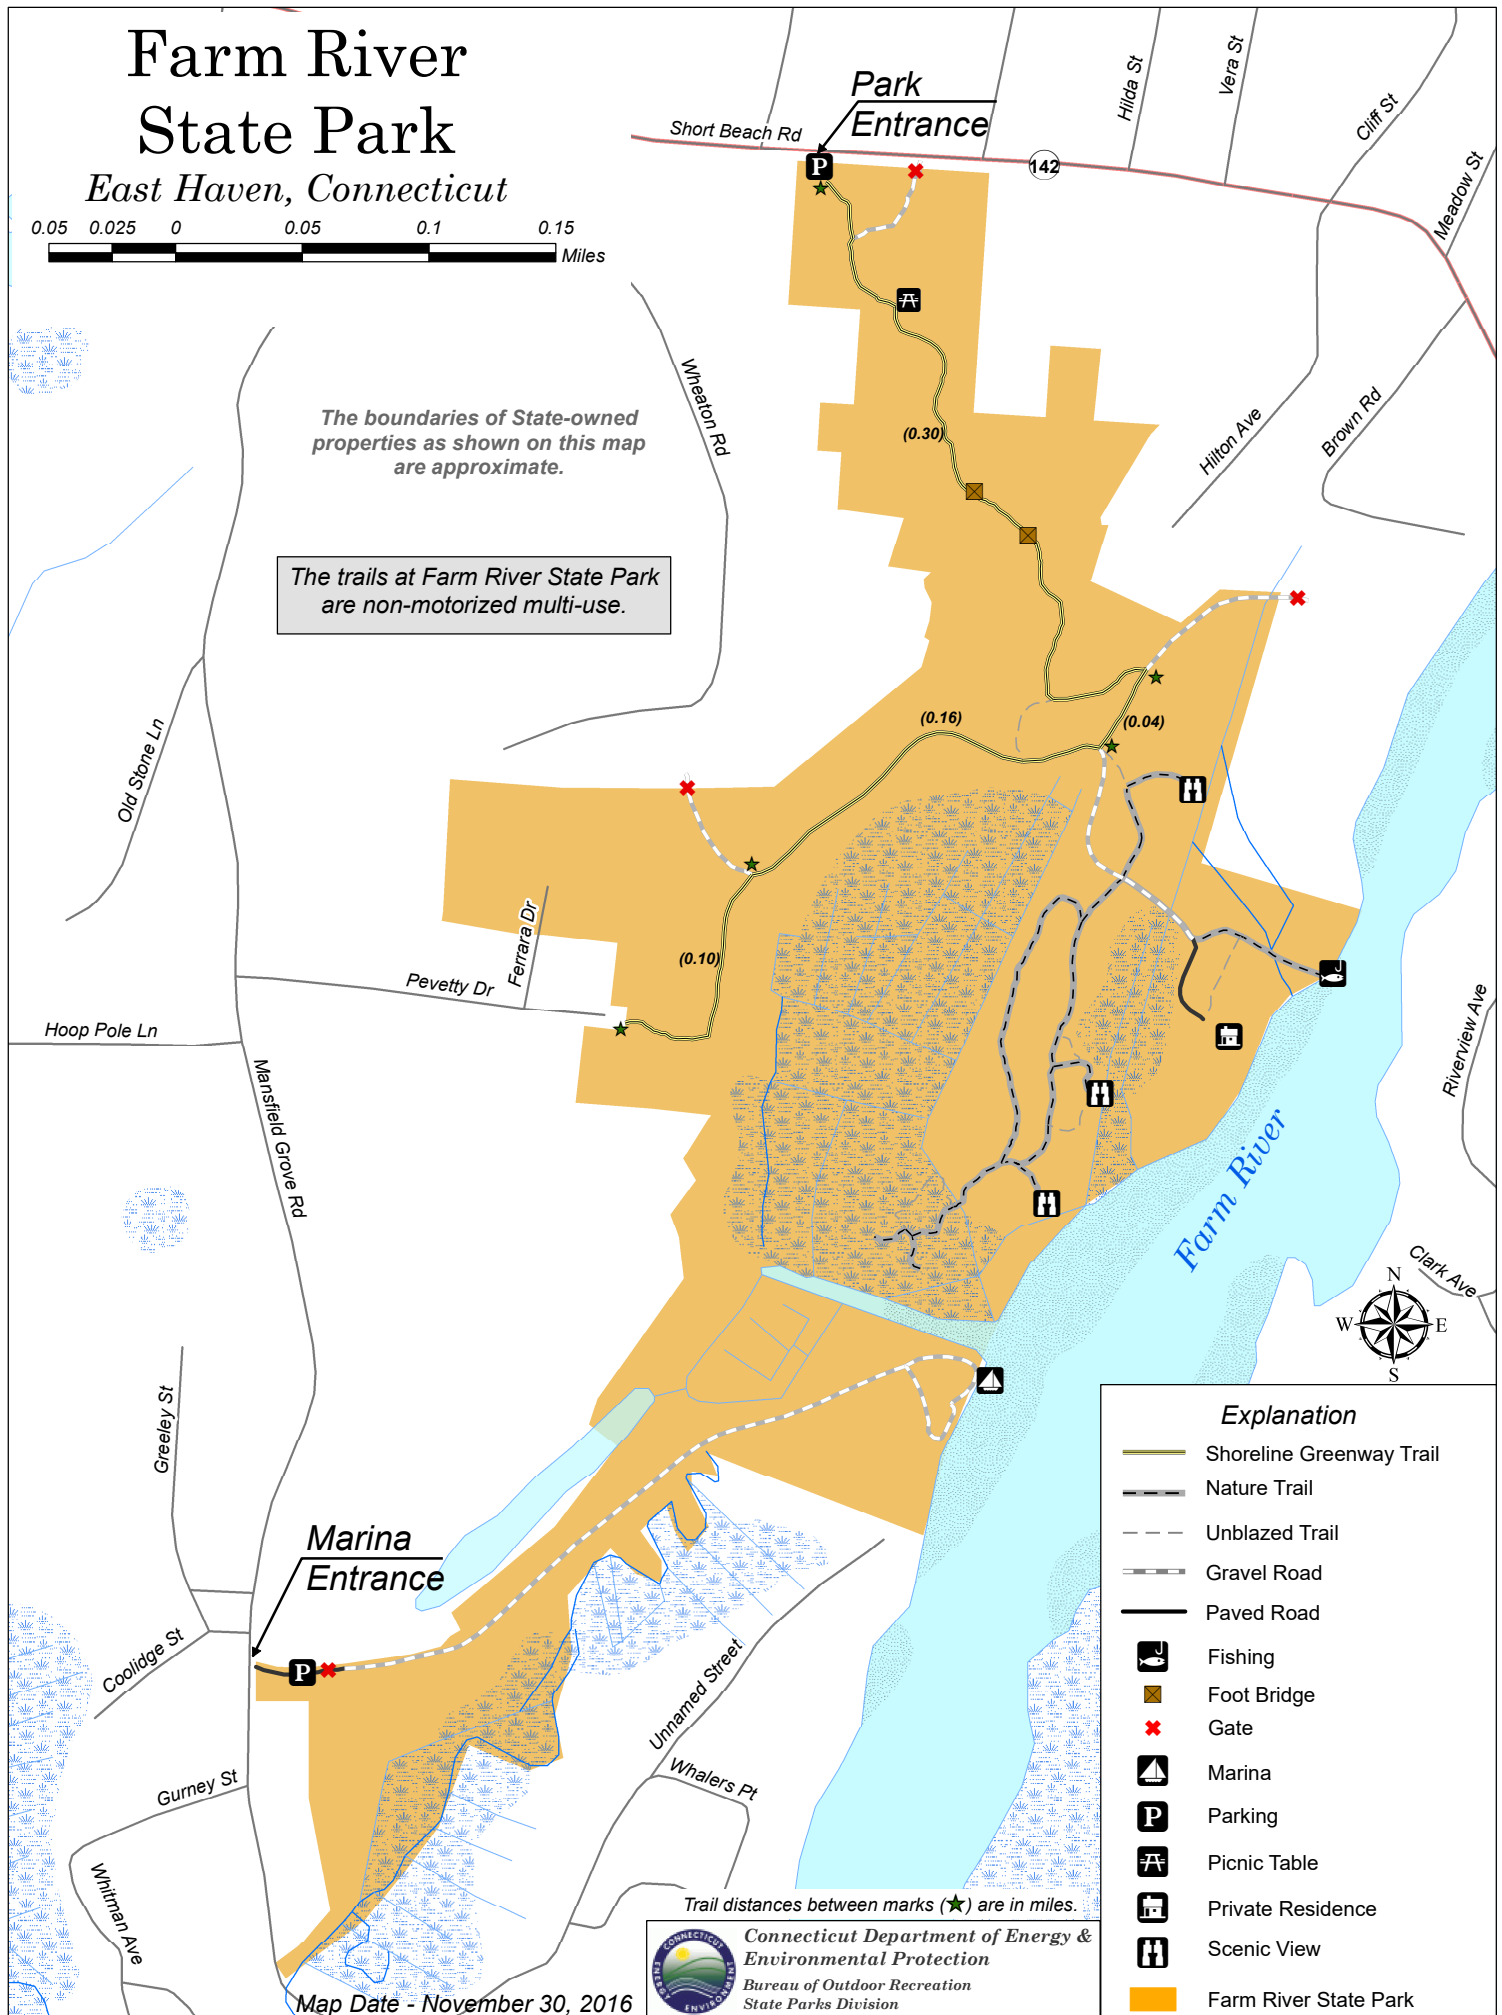 Farm River
State Park
East Haven, Connecticut
0.05 0.025 0 0.05 0.1 0.15
Miles
Park
Entrance
Short Beach Rd
P
142
Hilda St
Vera St
Cliff St
Meadow St
Wheaton Rd
Hilton Ave
Brown Rd
The boundaries of State-owned
properties as shown on this map
are approximate.
(0.30)
The trails at Farm River State Park
are non-motorized multi-use.
Old Stone Ln
(0.16)
(0.04)
Ferrara Dr
(0.10)
Pevetty Dr
Hoop Pole Ln
Mansfield Grove Rd
Riverview Ave
Farm River
Clark Ave
N
W
E
S
Greeley St
Marina
Entrance
P
Coolidge St
Unnamed Street
Gurney St
Whalers Pt
Whitman Ave
Explanation
Shoreline Greenway Trail
Nature Trail
Unblazed Trail
Gravel Road
Paved Road
Fishing
Foot Bridge
Gate
Marina
P Parking
Picnic Table
Private Residence
Scenic View
Farm River State Park
Trail distances between marks (★) are in miles.
CONNECTICUT
ENERGY
ENVIRONMENT
Connecticut Department of Energy &
Environmental Protection
Bureau of Outdoor Recreation
State Parks Division
Map Date - November 30, 2016